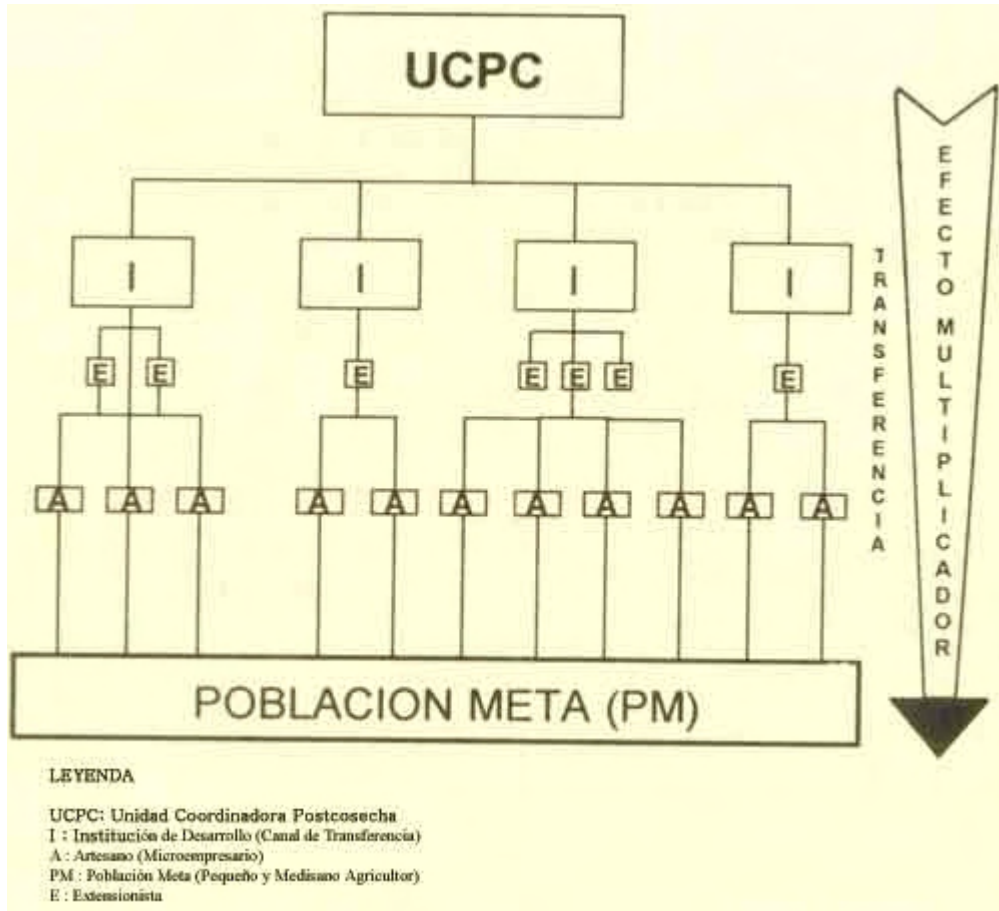 UCPC
I I I I
E E E E E E E
A A A A A A A A A A A
POBLACION META (PM)
TRANSFERENCIA
EFECTO MULTIPLICADOR
LEYENDA
UCPC: Unidad Coordinadora Postcosecha
I : Institución de Desarrollo (Canal de Transferencia)
A : Artesano (Microempresario)
PM : Población Meta (Pequeño y Medisano Agricultor)
E : Extensionista